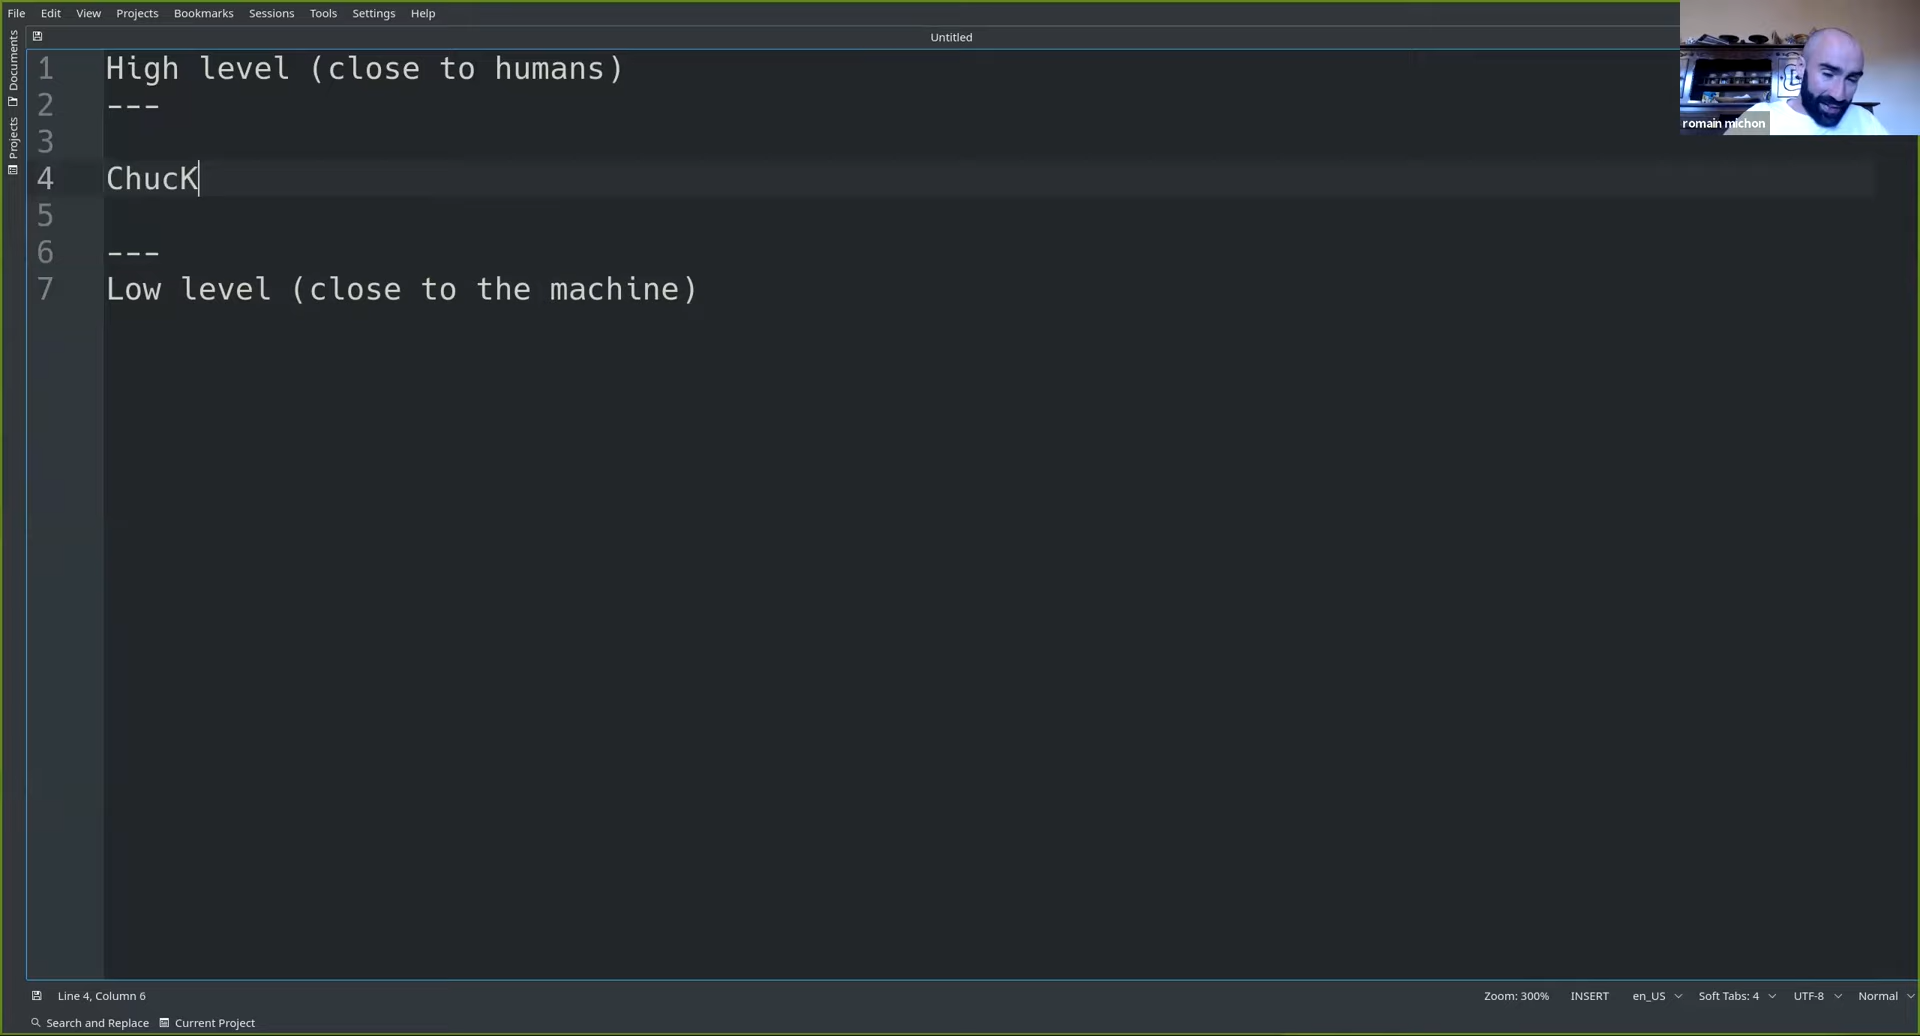 File Edit View Projects Bookmarks Sessions Tools Settings Help
Untitled
Documents
Projects
1 High level (close to humans)
2 ---
3
4 ChucK
5
6 ---
7 Low level (close to the machine)
romain michon
Line 4, Column 6 Zoom: 300% INSERT en_US Soft Tabs: 4 UTF-8 Normal
Search and Replace Current Project